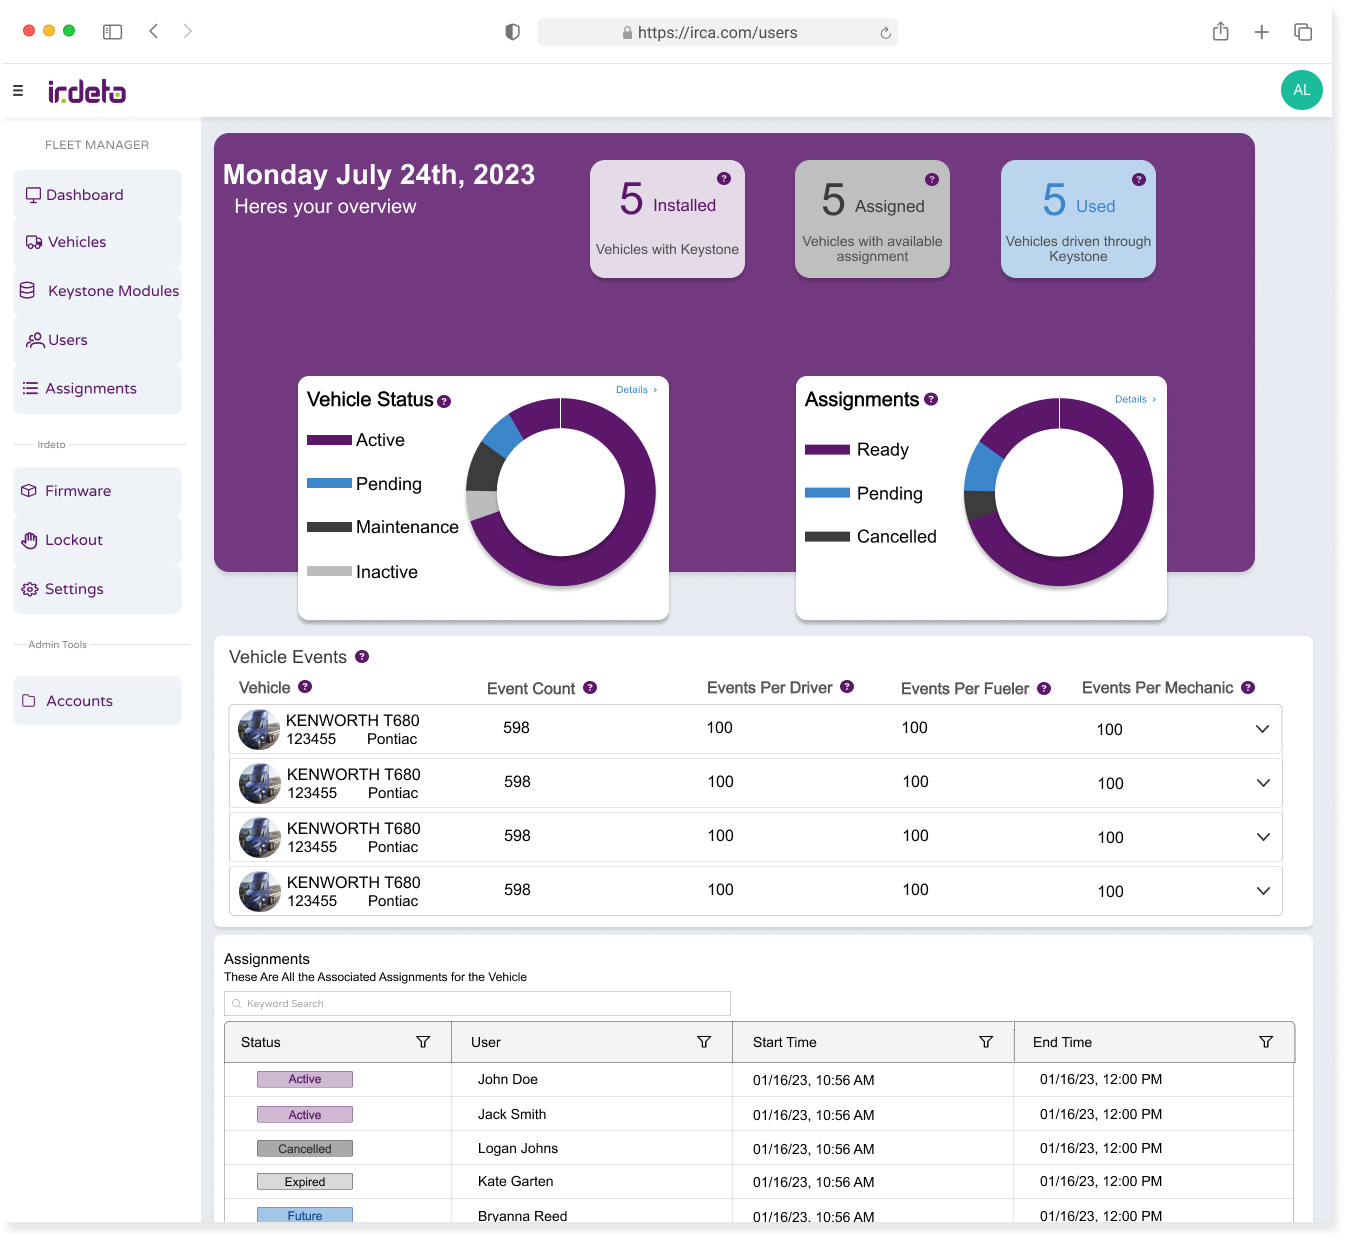 https://irca.com/users
irdeto
AL
FLEET MANAGER
Dashboard
Vehicles
Keystone Modules
Users
Assignments
Irdeto
Firmware
Lockout
Settings
Admin Tools
Accounts
Monday July 24th, 2023
Heres your overview
5 Installed ?
Vehicles with Keystone
5 Assigned ?
Vehicles with available
assignment
5 Used ?
Vehicles driven through
Keystone
Vehicle Status ?
Details >
Active
Pending
Maintenance
Inactive
Assignments ?
Details >
Ready
Pending
Cancelled
Vehicle Events ?
Vehicle ? Event Count ? Events Per Driver ? Events Per Fueler ? Events Per Mechanic ?
KENWORTH T680
123455 Pontiac 598 100 100 100
KENWORTH T680
123455 Pontiac 598 100 100 100
KENWORTH T680
123455 Pontiac 598 100 100 100
KENWORTH T680
123455 Pontiac 598 100 100 100
Assignments
These Are All the Associated Assignments for the Vehicle
Keyword Search
Status User Start Time End Time
Active John Doe 01/16/23, 10:56 AM 01/16/23, 12:00 PM
Active Jack Smith 01/16/23, 10:56 AM 01/16/23, 12:00 PM
Cancelled Logan Johns 01/16/23, 10:56 AM 01/16/23, 12:00 PM
Expired Kate Garten 01/16/23, 10:56 AM 01/16/23, 12:00 PM
Future Bryanna Reed 01/16/23, 10:56 AM 01/16/23, 12:00 PM